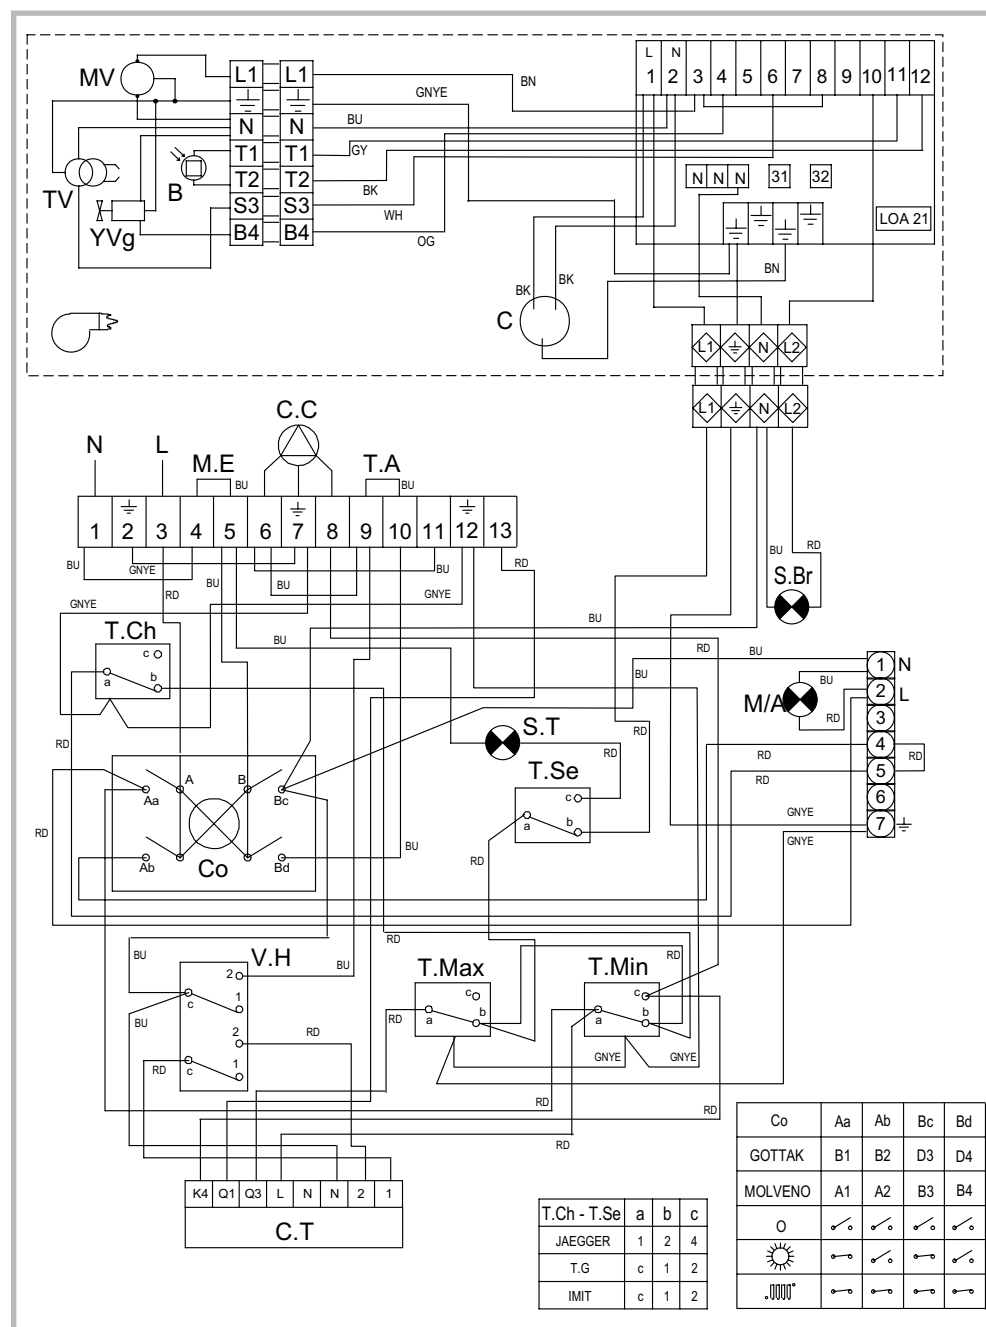 L N
1 2 3 4 5 6 7 8 9 10 11 12
MV
L1 L1
BN
GNYE
N N
BU
T1 T1
GY
N N N 31 32
B
T2 T2
BK
TV
S3 S3
WH
LOA 21
YVg
B4 B4
OG
BN
BK BK
C
L1 N L2
L1 N L2
C.C
N L
M.E
BU
T.A
BU
1 2 3 4 5 6 7 8 9 10 11 12 13
BU GNYE BU BU BU RD
RD GNYE
GNYE
BU RD
S.Br
T.Ch
c
a b
BU
BU
RD
BU
1 N
BU
BU
2 L
M/A
RD
3
S.T
RD
RD
RD
4
RD
RD
RD
5
T.Se
c
a b
6
GNYE
7
GNYE
A B
Aa Bc
Co
Ab Bd
RD
BU
RD
BU
V.H
BU
RD
RD
T.Max
T.Min
2
c 1
2
c 1
c
a b
c
a b
BU
RD
RD
RD
GNYE GNYE
RD
RD
RD
K4 Q1 Q3 L N N 2 1
C.T
T.Ch - T.Se a b c
JAEGGER 1 2 4
T.G c 1 2
IMIT c 1 2
Co Aa Ab Bc Bd
GOTTAK B1 B2 D3 D4
MOLVENO A1 A2 B3 B4
O